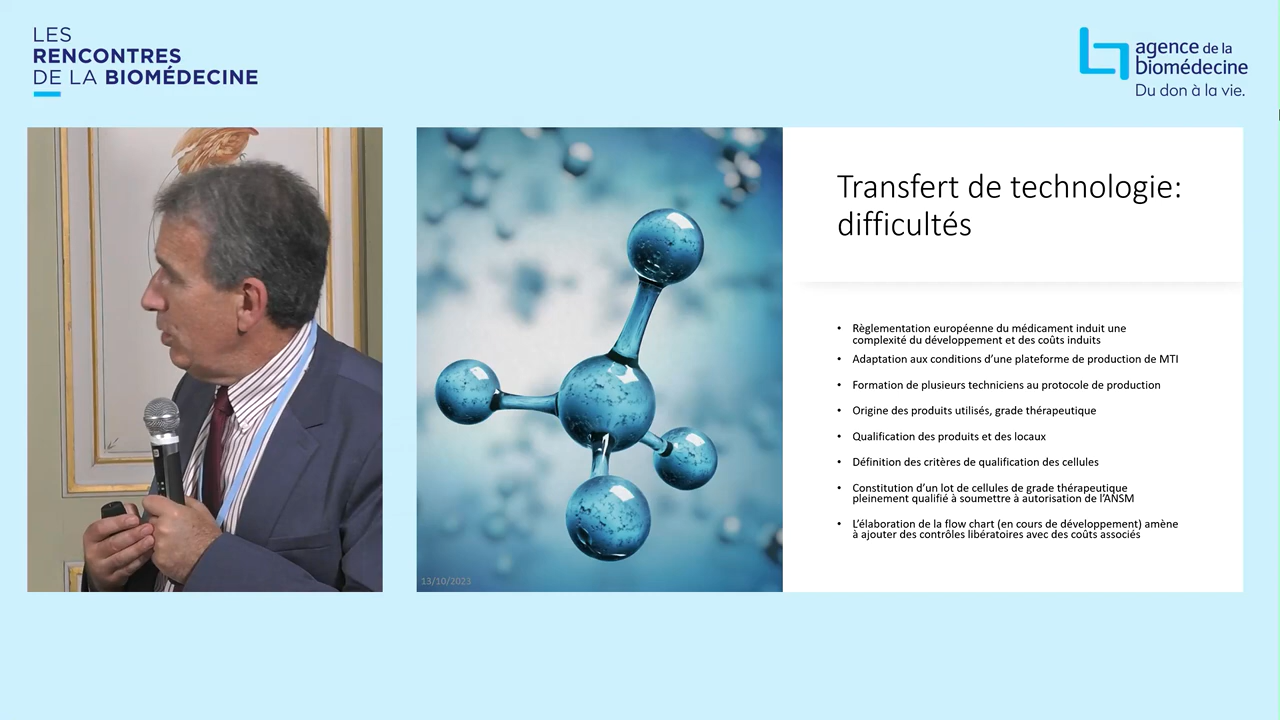 LES
RENCONTRES
DE LA BIOMÉDECINE
agence de la
biomédecine
Du don à la vie.
Transfert de technologie:
difficultés
• Règlementation européenne du médicament induit une
complexité du développement et des coûts induits
• Adaptation aux conditions d’une plateforme de production de MTI
• Formation de plusieurs techniciens au protocole de production
• Origine des produits utilisés, grade thérapeutique
• Qualification des produits et des locaux
• Définition des critères de qualification des cellules
• Constitution d’un lot de cellules de grade thérapeutique
pleinement qualifié à soumettre à autorisation de l’ANSM
• L’élaboration de la flow chart (en cours de développement) amène
à ajouter des contrôles libératoires avec des coûts associés
13/10/2023